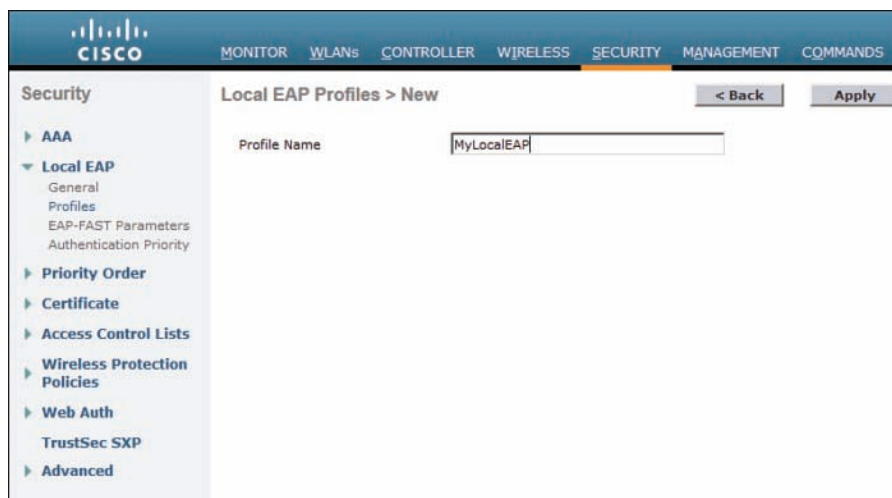 CISCO
MONITOR WLANs CONTROLLER WIRELESS SECURITY MANAGEMENT COMMANDS
Security
AAA
Local EAP
General
Profiles
EAP-FAST Parameters
Authentication Priority
Priority Order
Certificate
Access Control Lists
Wireless Protection
Policies
Web Auth
TrustSec SXP
Advanced
Local EAP Profiles > New
< Back
Apply
Profile Name
MyLocalEAP